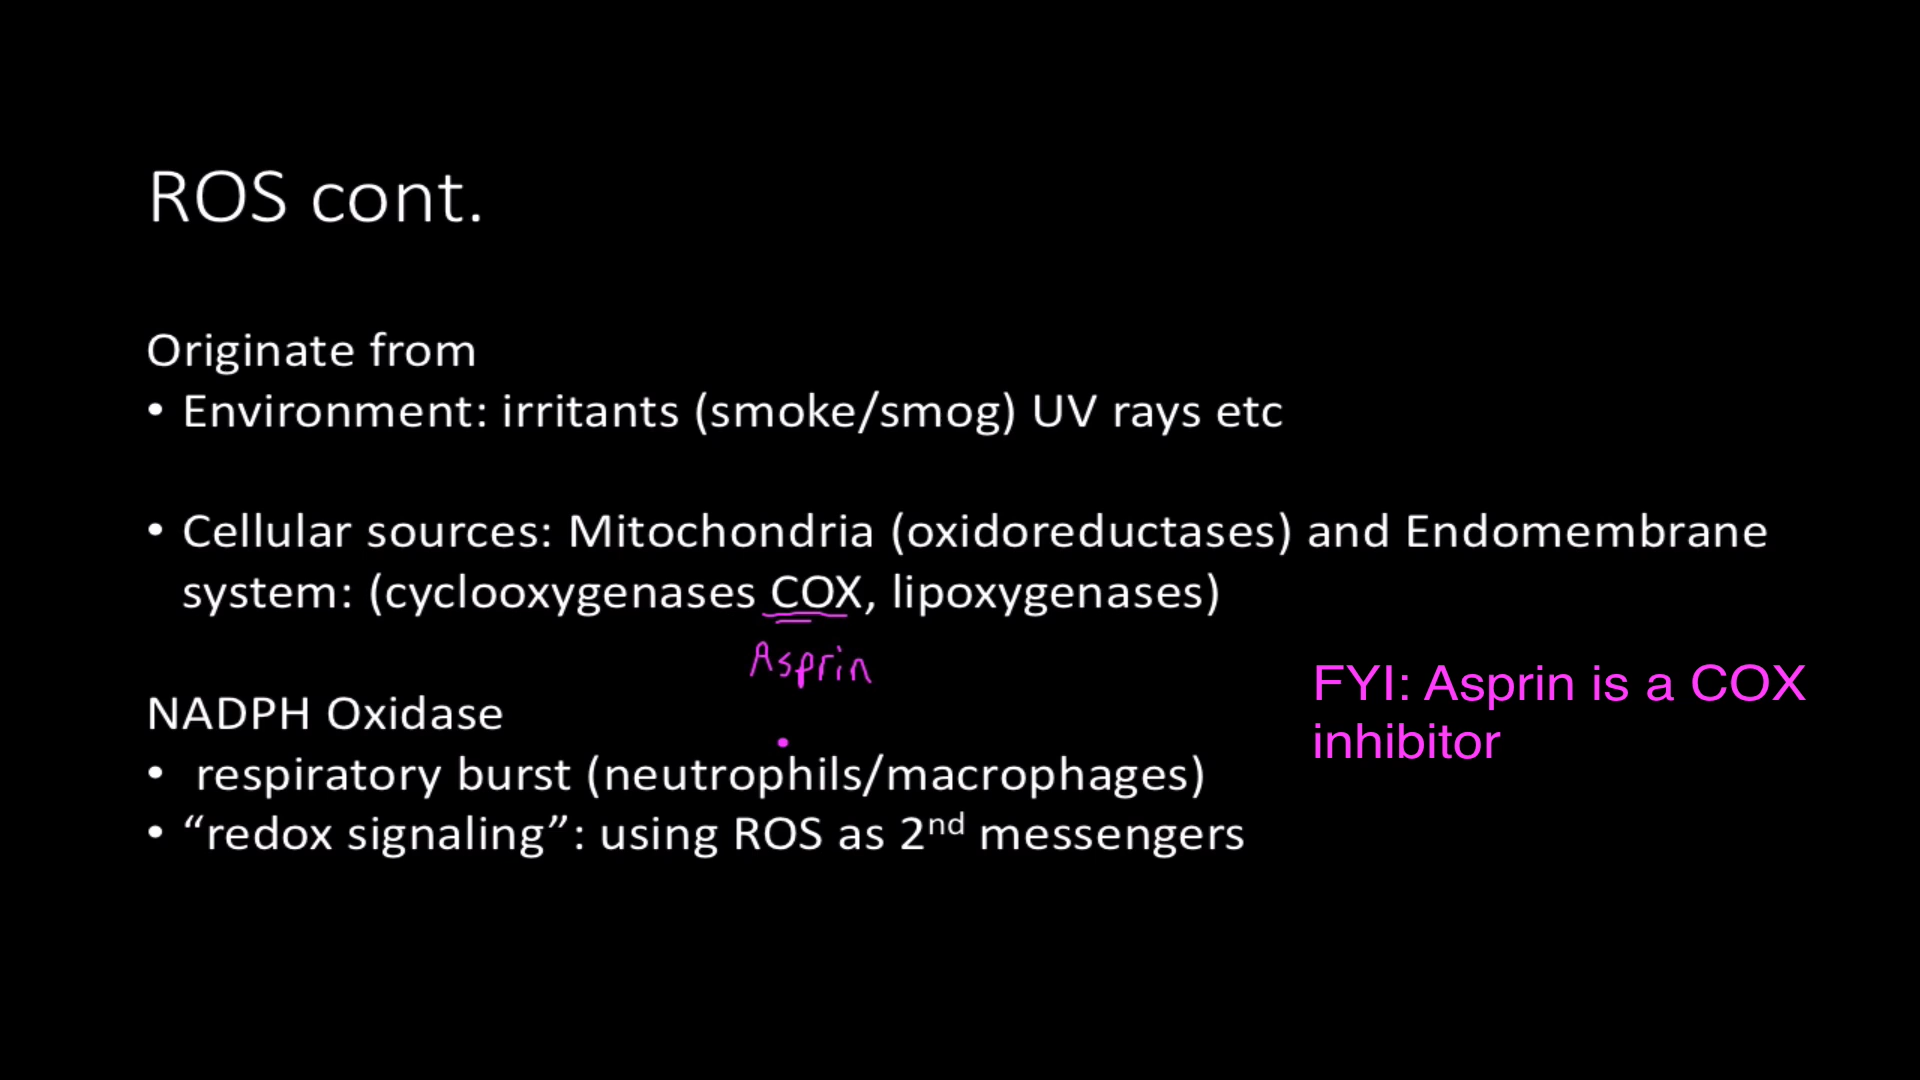 ROS cont.
Originate from
• Environment: irritants (smoke/smog) UV rays etc
• Cellular sources: Mitochondria (oxidoreductases) and Endomembrane
system: (cyclooxygenases COX, lipoxygenases)
Asprin
NADPH Oxidase
• respiratory burst (neutrophils/macrophages)
• “redox signaling”: using ROS as 2nd messengers
FYI: Asprin is a COX
inhibitor